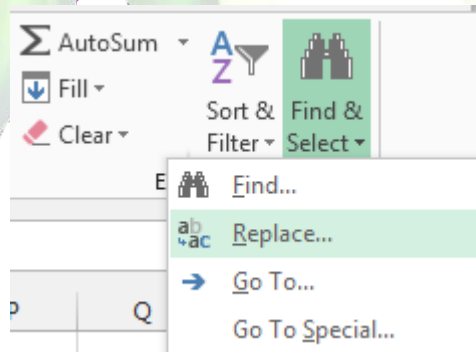 AutoSum
Fill
Clear
Sort &
Filter
Find &
Select
E
Find...
Replace...
Go To...
Go To Special...
Q